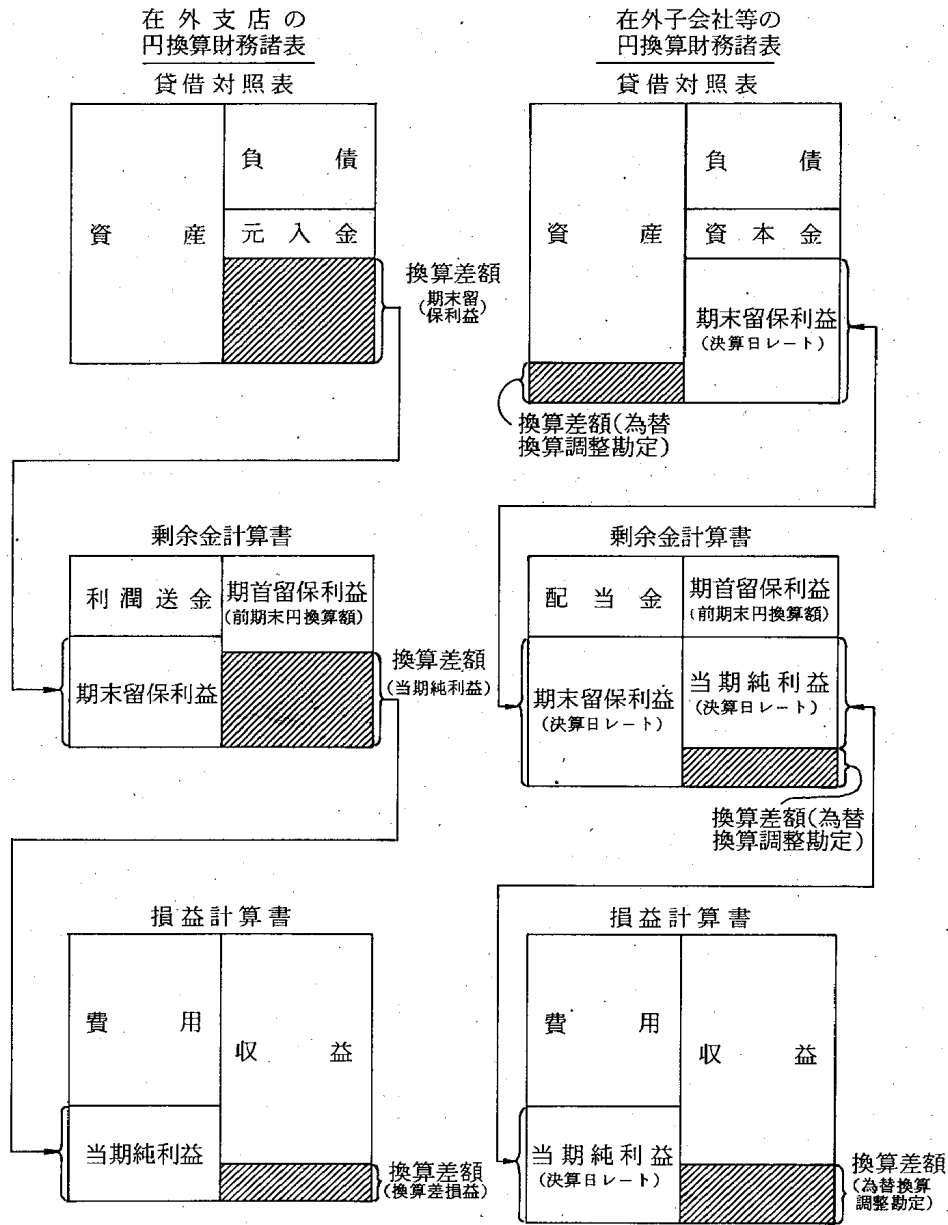 在外支店の
円換算財務諸表
貸借対照表
資産
負債
元入金
換算差額
(期末留
保利益)
剰余金計算書
利潤送金
期首留保利益
(前期末円換算額)
期末留保利益
換算差額
(当期純利益)
損益計算書
費用
収益
当期純利益
換算差額
(換算差損益)
在外子会社等の
円換算財務諸表
貸借対照表
資産
負債
資本金
期末留保利益
(決算日レート)
換算差額(為替
換算調整勘定)
剰余金計算書
配当金
期首留保利益
(前期末円換算額)
期末留保利益
(決算日レート)
当期純利益
(決算日レート)
換算差額(為替
換算調整勘定)
損益計算書
費用
収益
当期純利益
(決算日レート)
換算差額
(為替換算
調整勘定)